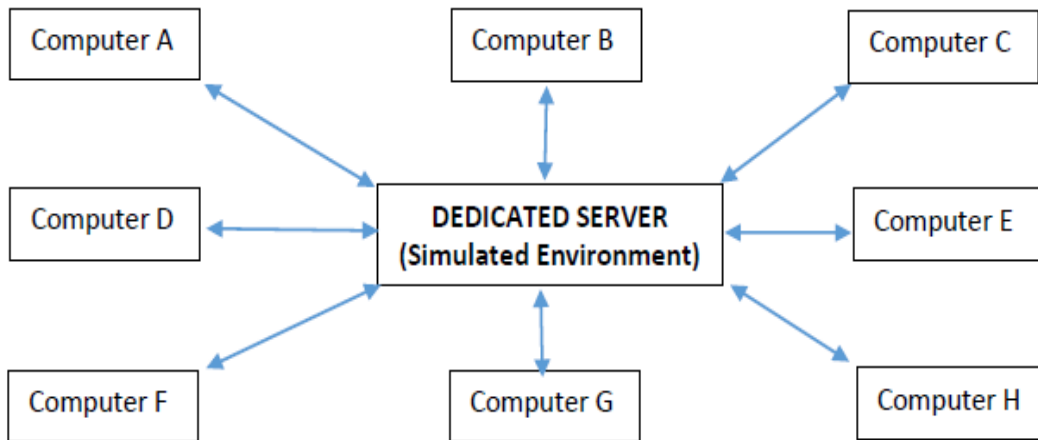 Computer A
Computer B
Computer C
Computer D
DEDICATED SERVER
(Simulated Environment)
Computer E
Computer F
Computer G
Computer H